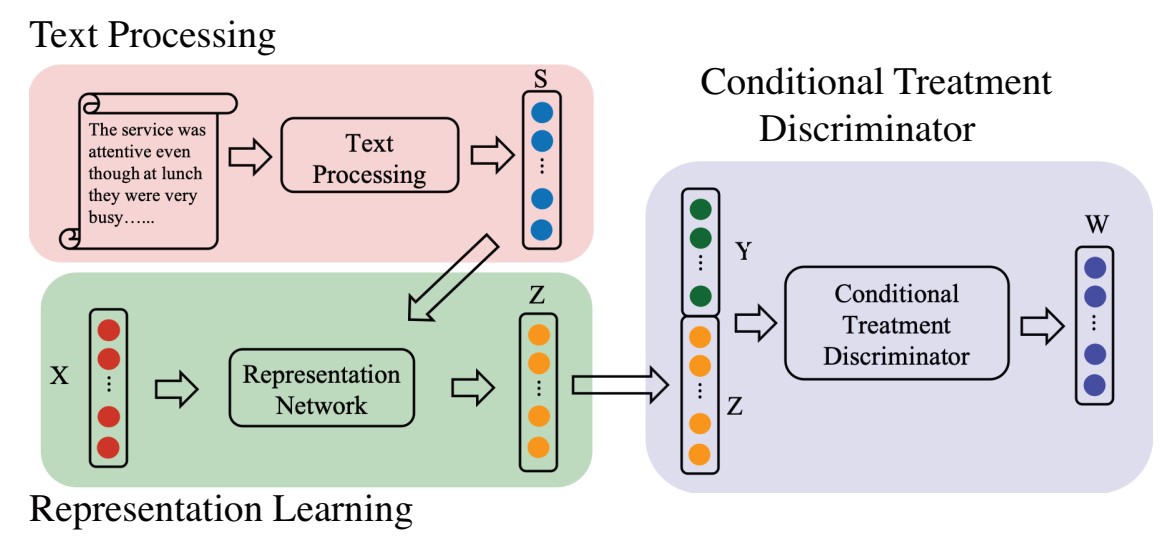 Text Processing
S
The service was
attentive even
though at lunch
they were very
busy…...
Text
Processing
Conditional Treatment
Discriminator
Y
Z
Conditional
Treatment
Discriminator
W
X
Representation
Network
Z
Representation Learning